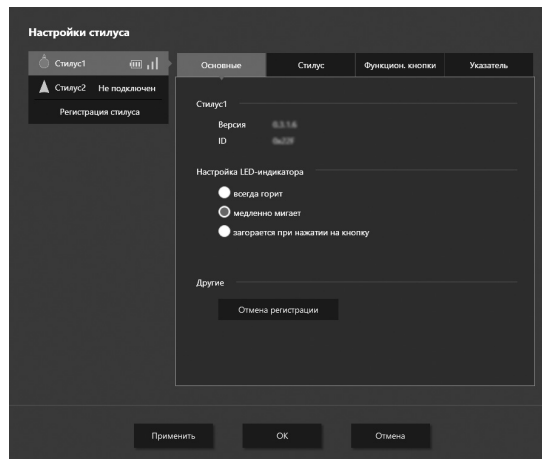 Настройки стилуса
Стилус1
Стилус2 Не подключен
Регистрация стилуса
Основные Стилус Функцион. кнопки Указатель
Стилус1
Версия
ID
Настройка LED-индикатора
всегда горит
медленно мигает
загорается при нажатии на кнопку
Другие
Отмена регистрации
Применить OK Отмена